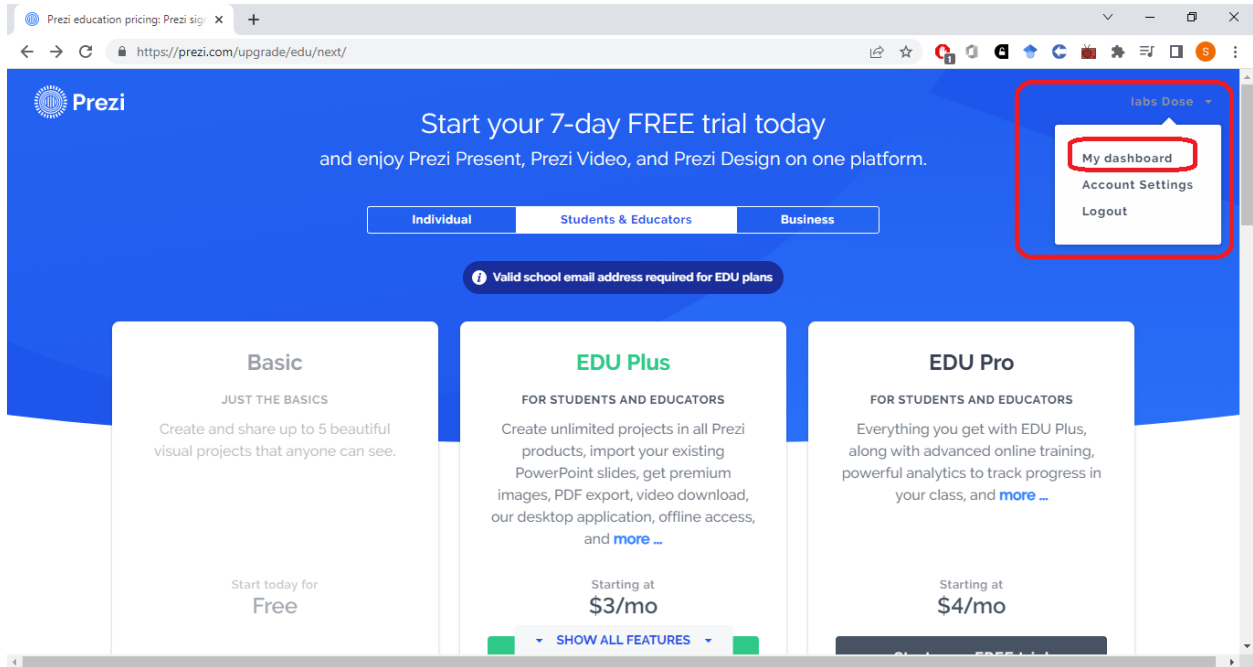 Prezi education pricing: Prezi sig
https://prezi.com/upgrade/edu/next/
1
S
Prezi
labs Dose
Start your 7-day FREE trial today
and enjoy Prezi Present, Prezi Video, and Prezi Design on one platform.
My dashboard
Account Settings
Logout
Individual
Students & Educators
Business
Valid school email address required for EDU plans
Basic
JUST THE BASICS
Create and share up to 5 beautiful
visual projects that anyone can see.
Start today for
Free
EDU Plus
FOR STUDENTS AND EDUCATORS
Create unlimited projects in all Prezi
products, import your existing
PowerPoint slides, get premium
images, PDF export, video download,
our desktop application, offline access,
and more ...
Starting at
$3/mo
EDU Pro
FOR STUDENTS AND EDUCATORS
Everything you get with EDU Plus,
along with advanced online training,
powerful analytics to track progress in
your class, and more ...
Starting at
$4/mo
SHOW ALL FEATURES